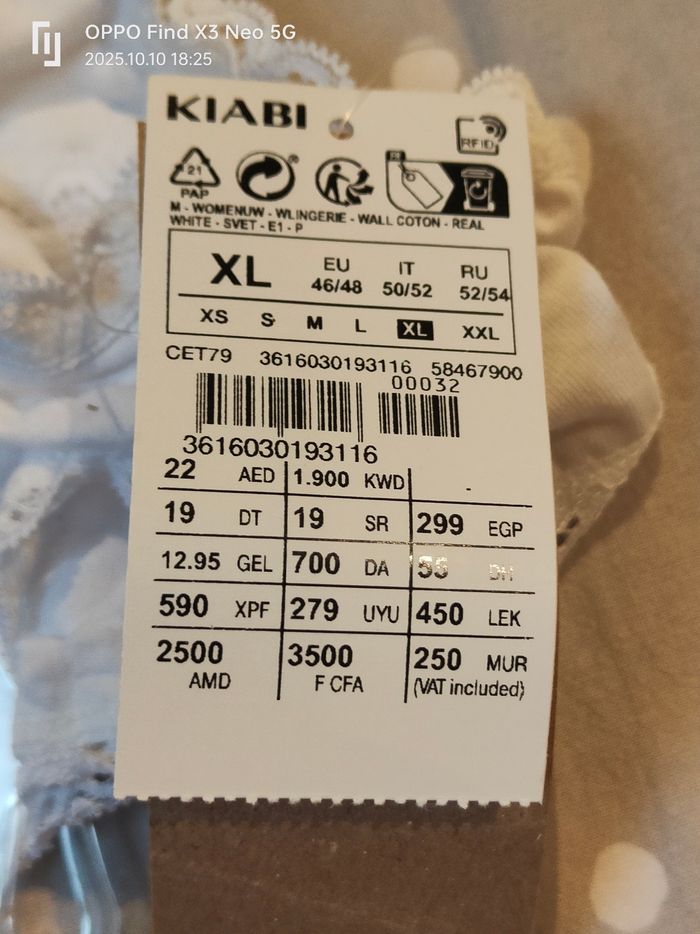 OPPO Find X3 Neo 5G
2025.10.10 18:25
KIABI
RFID
21
PAP
M - WOMENUW - WLINGERIE - WALL COTON - REAL
WHITE - SVET - E1 - P
XL EU IT RU
46/48 50/52 52/54
XS S M L XL XXL
CET79 3616030193116 58467900
00032
3616030193116
22 AED 1.900 KWD -
19 DT 19 SR 299 EGP
12.95 GEL 700 DA DH
590 XPF 279 UYU 450 LEK
2500 3500 250 MUR
AMD F CFA (VAT included)